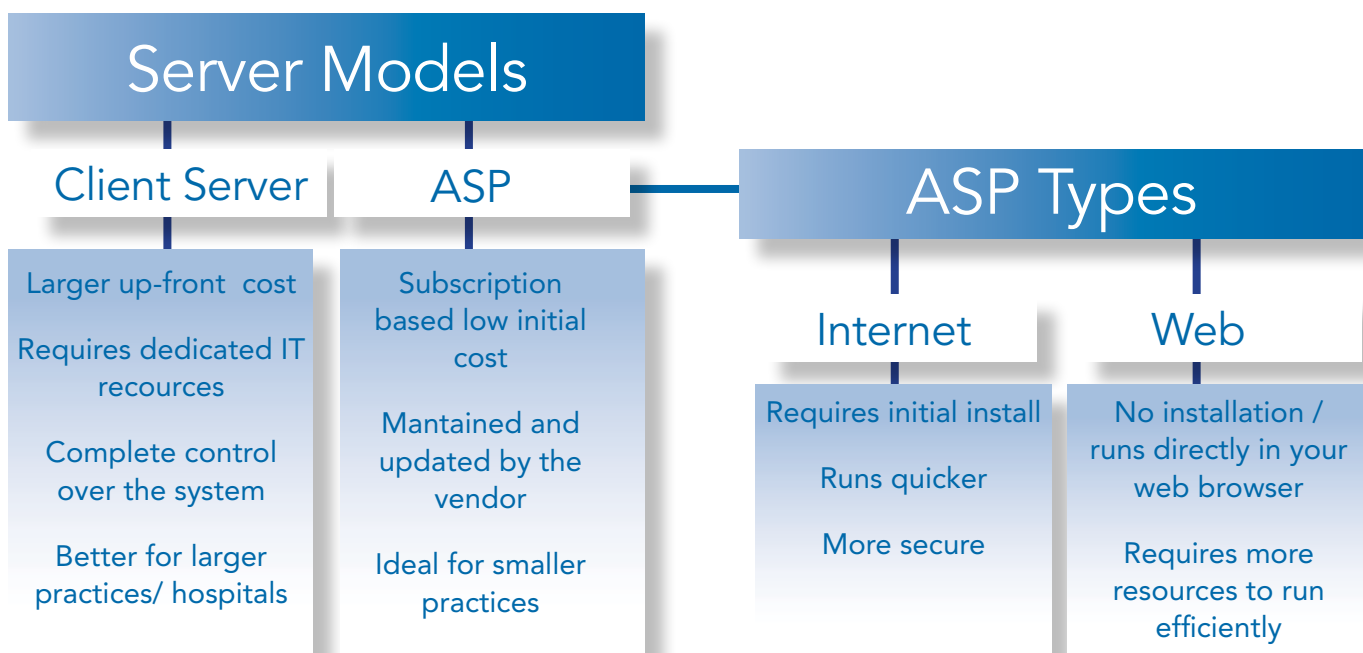 Server Models
Client Server
Larger up-front cost
Requires dedicated IT
recources
Complete control
over the system
Better for larger
practices/ hospitals
ASP
Subscription
based low initial
cost
Mantained and
updated by the
vendor
Ideal for smaller
practices
ASP Types
Internet
Requires initial install
Runs quicker
More secure
Web
No installation /
runs directly in your
web browser
Requires more
resources to run
efficiently